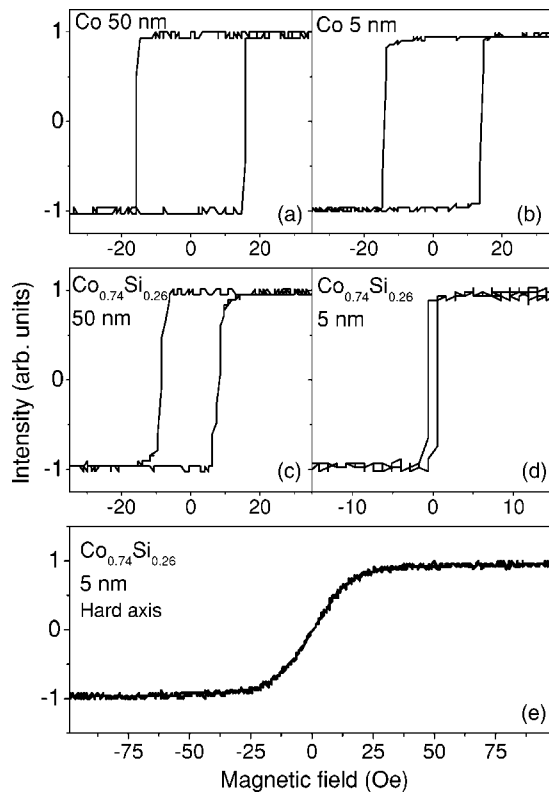 Co 50 nm
Co 5 nm
1
0
-1
(a)
(b)
-20 0 20
-20 0 20
Co0.74Si0.26
50 nm
Co0.74Si0.26
5 nm
1
0
-1
(c)
(d)
-20 0 20
-10 0 10
Intensity (arb. units)
Co0.74Si0.26
5 nm
Hard axis
1
0
-1
(e)
-75 -50 -25 0 25 50 75
Magnetic field (Oe)